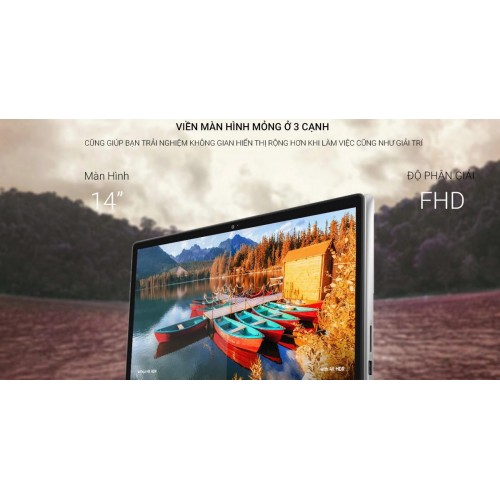 VIỀN MÀN HÌNH MỎNG Ở 3 CẠNH
CŨNG GIÚP BẠN TRẢI NGHIỆM KHÔNG GIAN HIỂN THỊ RỘNG HƠN KHI LÀM VIỆC CŨNG NHƯ GIẢI TRÍ
Màn Hình
14”
ĐỘ PHÂN GIẢI
FHD
HDR